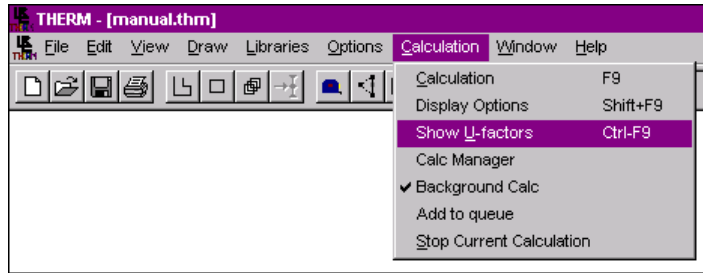 THERM - [manual.thm]
File Edit View Draw Libraries Options Calculation Window Help
Calculation F9
Display Options Shift+F9
Show U-factors Ctrl-F9
Calc Manager
Background Calc
Add to queue
Stop Current Calculation